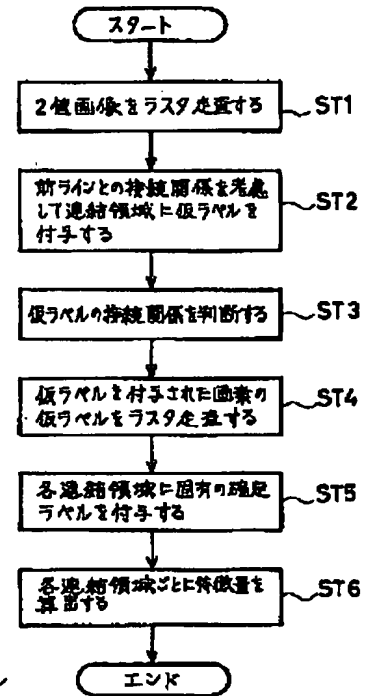 スタート
2値画像をラスタ走査する
ST1
前ラインとの接続関係を考慮
して連結領域に仮ラベルを
付与する
ST2
仮ラベルの接続関係を判断する
ST3
仮ラベルを付与された画素の
仮ラベルをラスタ走査する
ST4
各連結領域に固有の確定
ラベルを付与する
ST5
各連結領域ごとに特徴量を
算出する
ST6
エンド